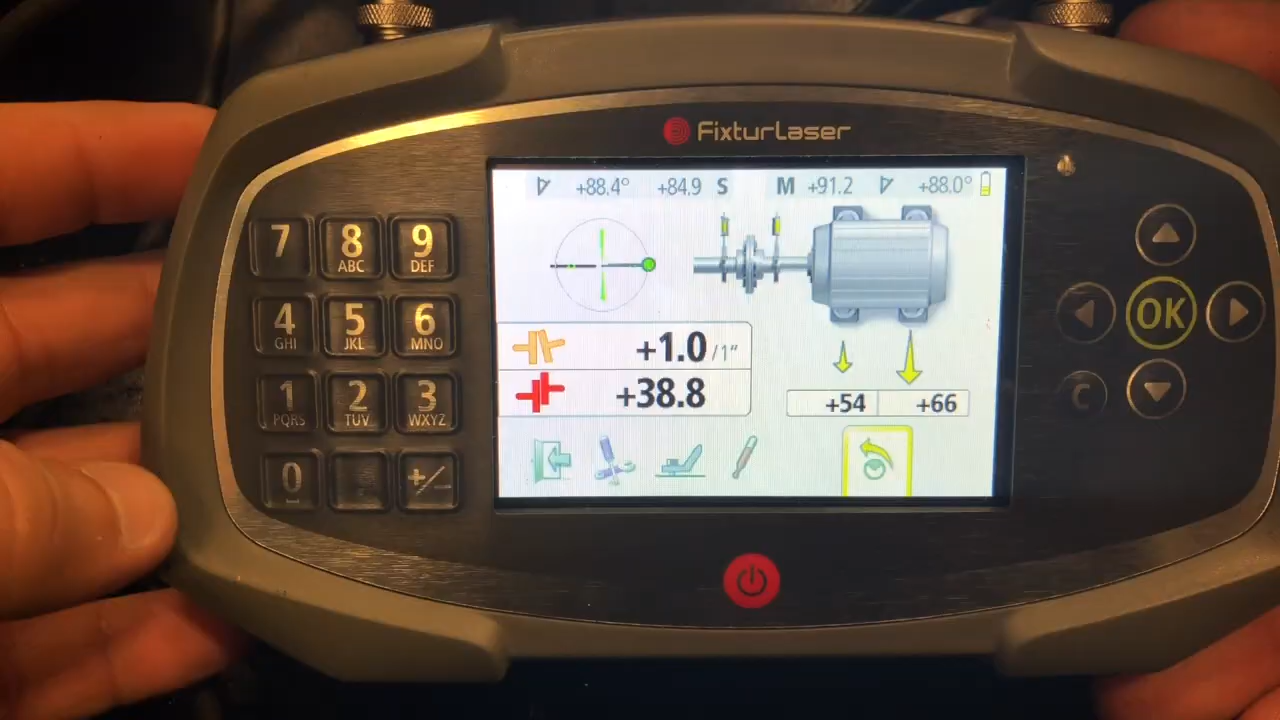 FIXTURLASER
+88.4° +84.9 S M +91.2 +88.0°
+1.0 /1"
+38.8
+54 +66
7 8 9
ABC DEF
4 5 6
GHI JKL MNO
1 2 3
PQRS TUV WXYZ
0 +/-
OK
C